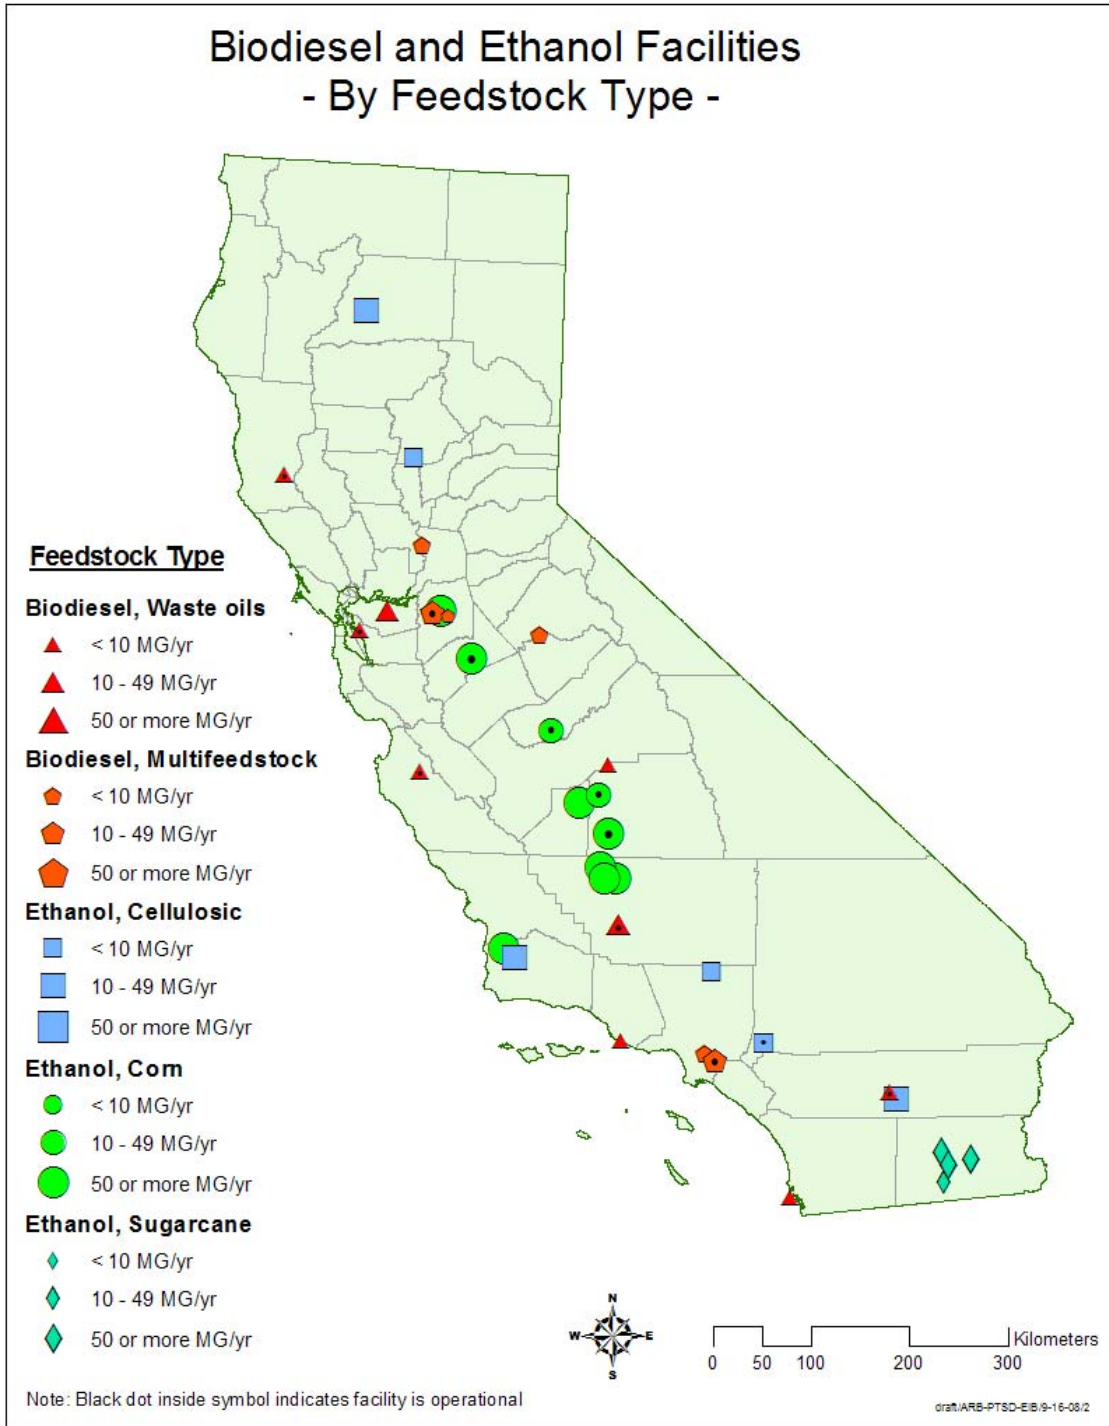 Biodiesel and Ethanol Facilities
- By Feedstock Type -
Feedstock Type
Biodiesel, Waste oils
< 10 MG/yr
10 - 49 MG/yr
50 or more MG/yr
Biodiesel, Multifeedstock
< 10 MG/yr
10 - 49 MG/yr
50 or more MG/yr
Ethanol, Cellulosic
< 10 MG/yr
10 - 49 MG/yr
50 or more MG/yr
Ethanol, Corn
< 10 MG/yr
10 - 49 MG/yr
50 or more MG/yr
Ethanol, Sugarcane
< 10 MG/yr
10 - 49 MG/yr
50 or more MG/yr
N
W E
S
Kilometers
0 50 100 200 300
Note: Black dot inside symbol indicates facility is operational
draft/ARB-PTSD-EIB/9-16-08/2